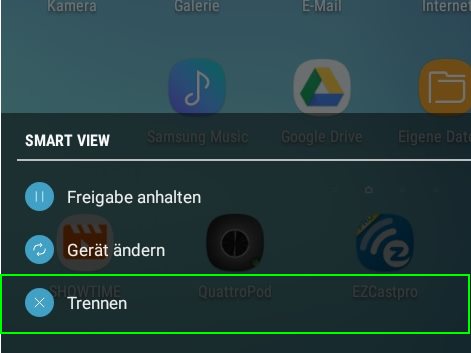 Kamera Galerie E-Mail Internet
Samsung Music Google Drive Eigene Date
SMART VIEW
Freigabe anhalten
Gerät ändern
SHOWTIME QuattroPod EZCastpro
Trennen